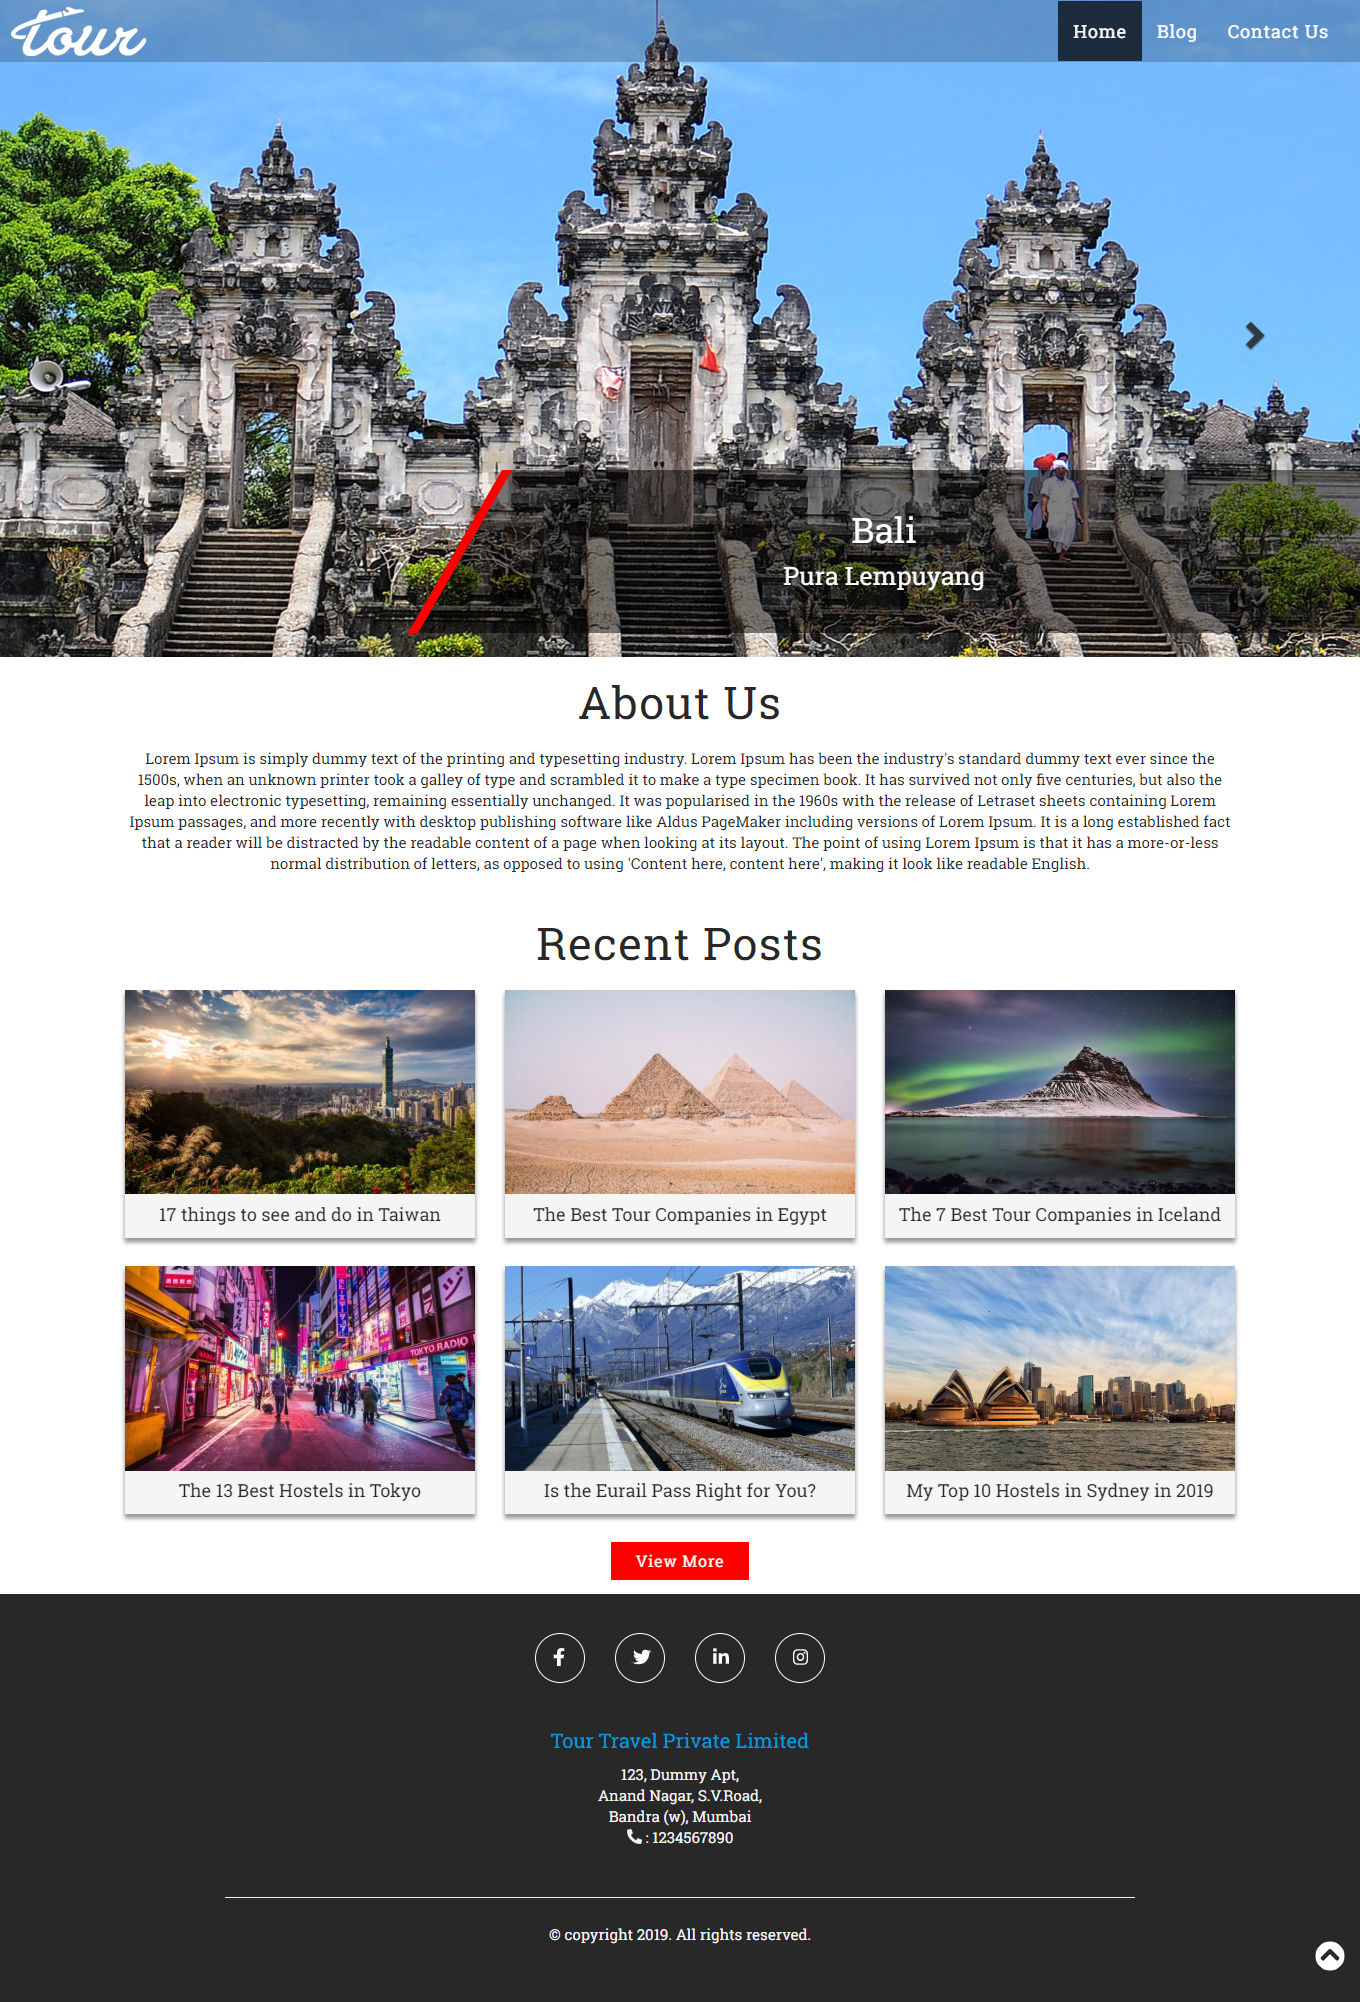 tour
Home Blog Contact Us
Bali
Pura Lempuyang
About Us
Lorem Ipsum is simply dummy text of the printing and typesetting industry. Lorem Ipsum has been the industry's standard dummy text ever since the
1500s, when an unknown printer took a galley of type and scrambled it to make a type specimen book. It has survived not only five centuries, but also the
leap into electronic typesetting, remaining essentially unchanged. It was popularised in the 1960s with the release of Letraset sheets containing Lorem
Ipsum passages, and more recently with desktop publishing software like Aldus PageMaker including versions of Lorem Ipsum. It is a long established fact
that a reader will be distracted by the readable content of a page when looking at its layout. The point of using Lorem Ipsum is that it has a more-or-less
normal distribution of letters, as opposed to using 'Content here, content here', making it look like readable English.
Recent Posts
17 things to see and do in Taiwan
The Best Tour Companies in Egypt
The 7 Best Tour Companies in Iceland
TOKYO RADIO
The 13 Best Hostels in Tokyo
Is the Eurail Pass Right for You?
My Top 10 Hostels in Sydney in 2019
View More
Tour Travel Private Limited
123, Dummy Apt,
Anand Nagar, S.V.Road,
Bandra (w), Mumbai
: 1234567890
© copyright 2019. All rights reserved.